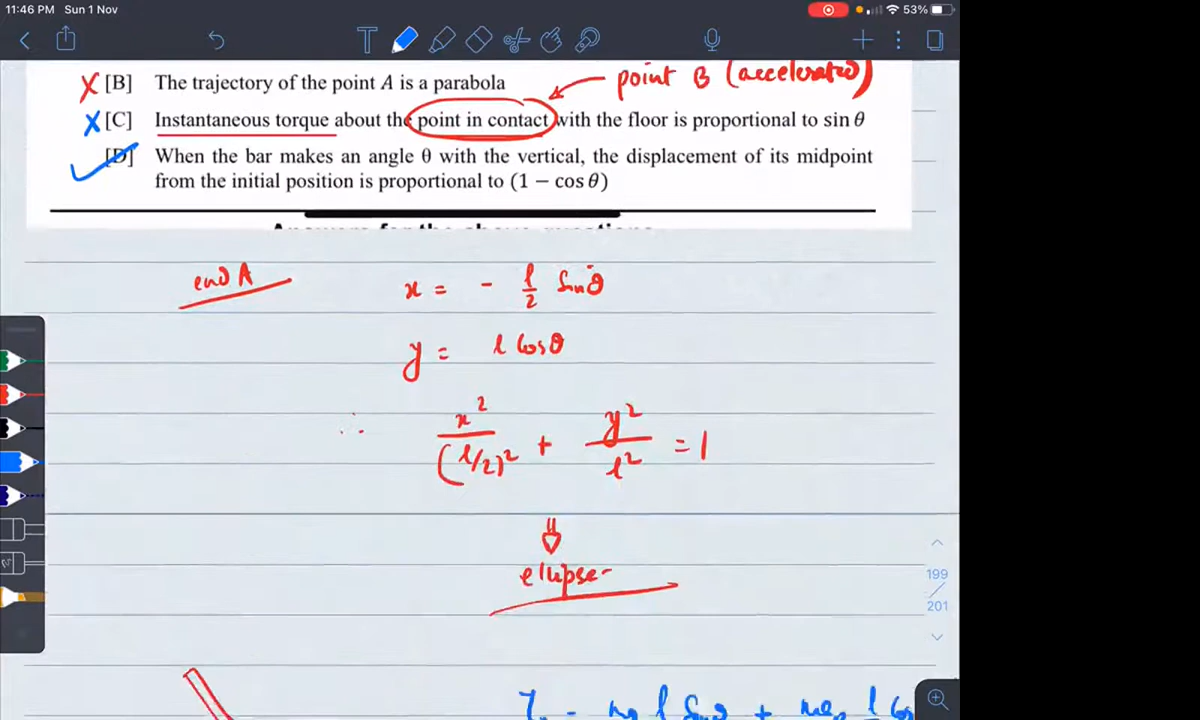 11:46 PM Sun 1 Nov
53%
point B (accelerated)
X [B] The trajectory of the point A is a parabola
X [C] Instantaneous torque about the point in contact with the floor is proportional to sin θ
[D] When the bar makes an angle θ with the vertical, the displacement of its midpoint
from the initial position is proportional to (1 − cos θ)
end A
x = - l/2 Sinθ
y = l Cosθ
∴ x²/(l/2)² + y²/l² = 1
⇓
ellipse
199
201